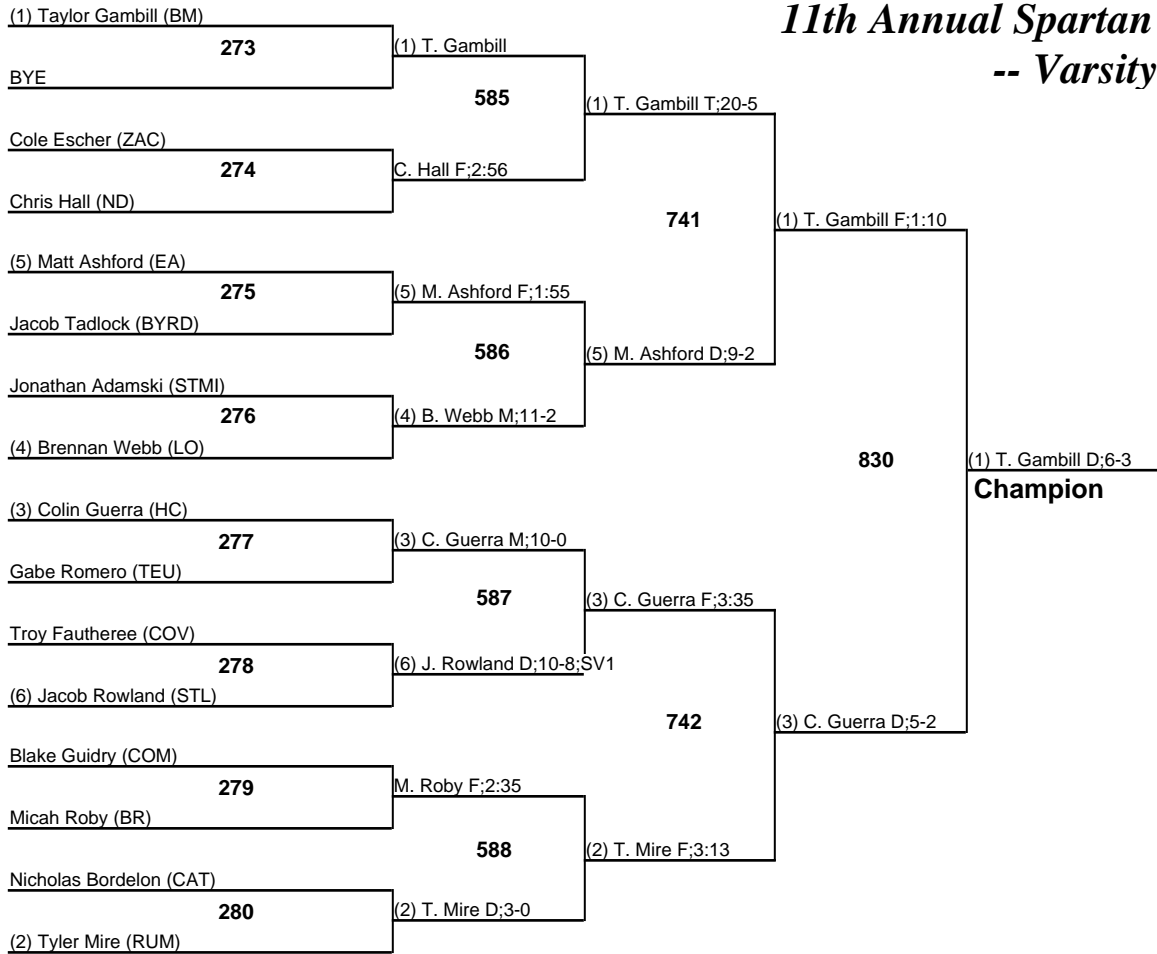 11th Annual Spartan
-- Varsity
(1) Taylor Gambill (BM)
273
BYE
Cole Escher (ZAC)
274
Chris Hall (ND)
(5) Matt Ashford (EA)
275
Jacob Tadlock (BYRD)
Jonathan Adamski (STMI)
276
(4) Brennan Webb (LO)
(3) Colin Guerra (HC)
277
Gabe Romero (TEU)
Troy Fautheree (COV)
278
(6) Jacob Rowland (STL)
Blake Guidry (COM)
279
Micah Roby (BR)
Nicholas Bordelon (CAT)
280
(2) Tyler Mire (RUM)
(1) T. Gambill
585
C. Hall F;2:56
(5) M. Ashford F;1:55
586
(4) B. Webb M;11-2
(3) C. Guerra M;10-0
587
(6) J. Rowland D;10-8;SV1
M. Roby F;2:35
588
(2) T. Mire D;3-0
(1) T. Gambill T;20-5
741
(5) M. Ashford D;9-2
(3) C. Guerra F;3:35
742
(2) T. Mire F;3:13
(1) T. Gambill F;1:10
830
(3) C. Guerra D;5-2
(1) T. Gambill D;6-3
Champion